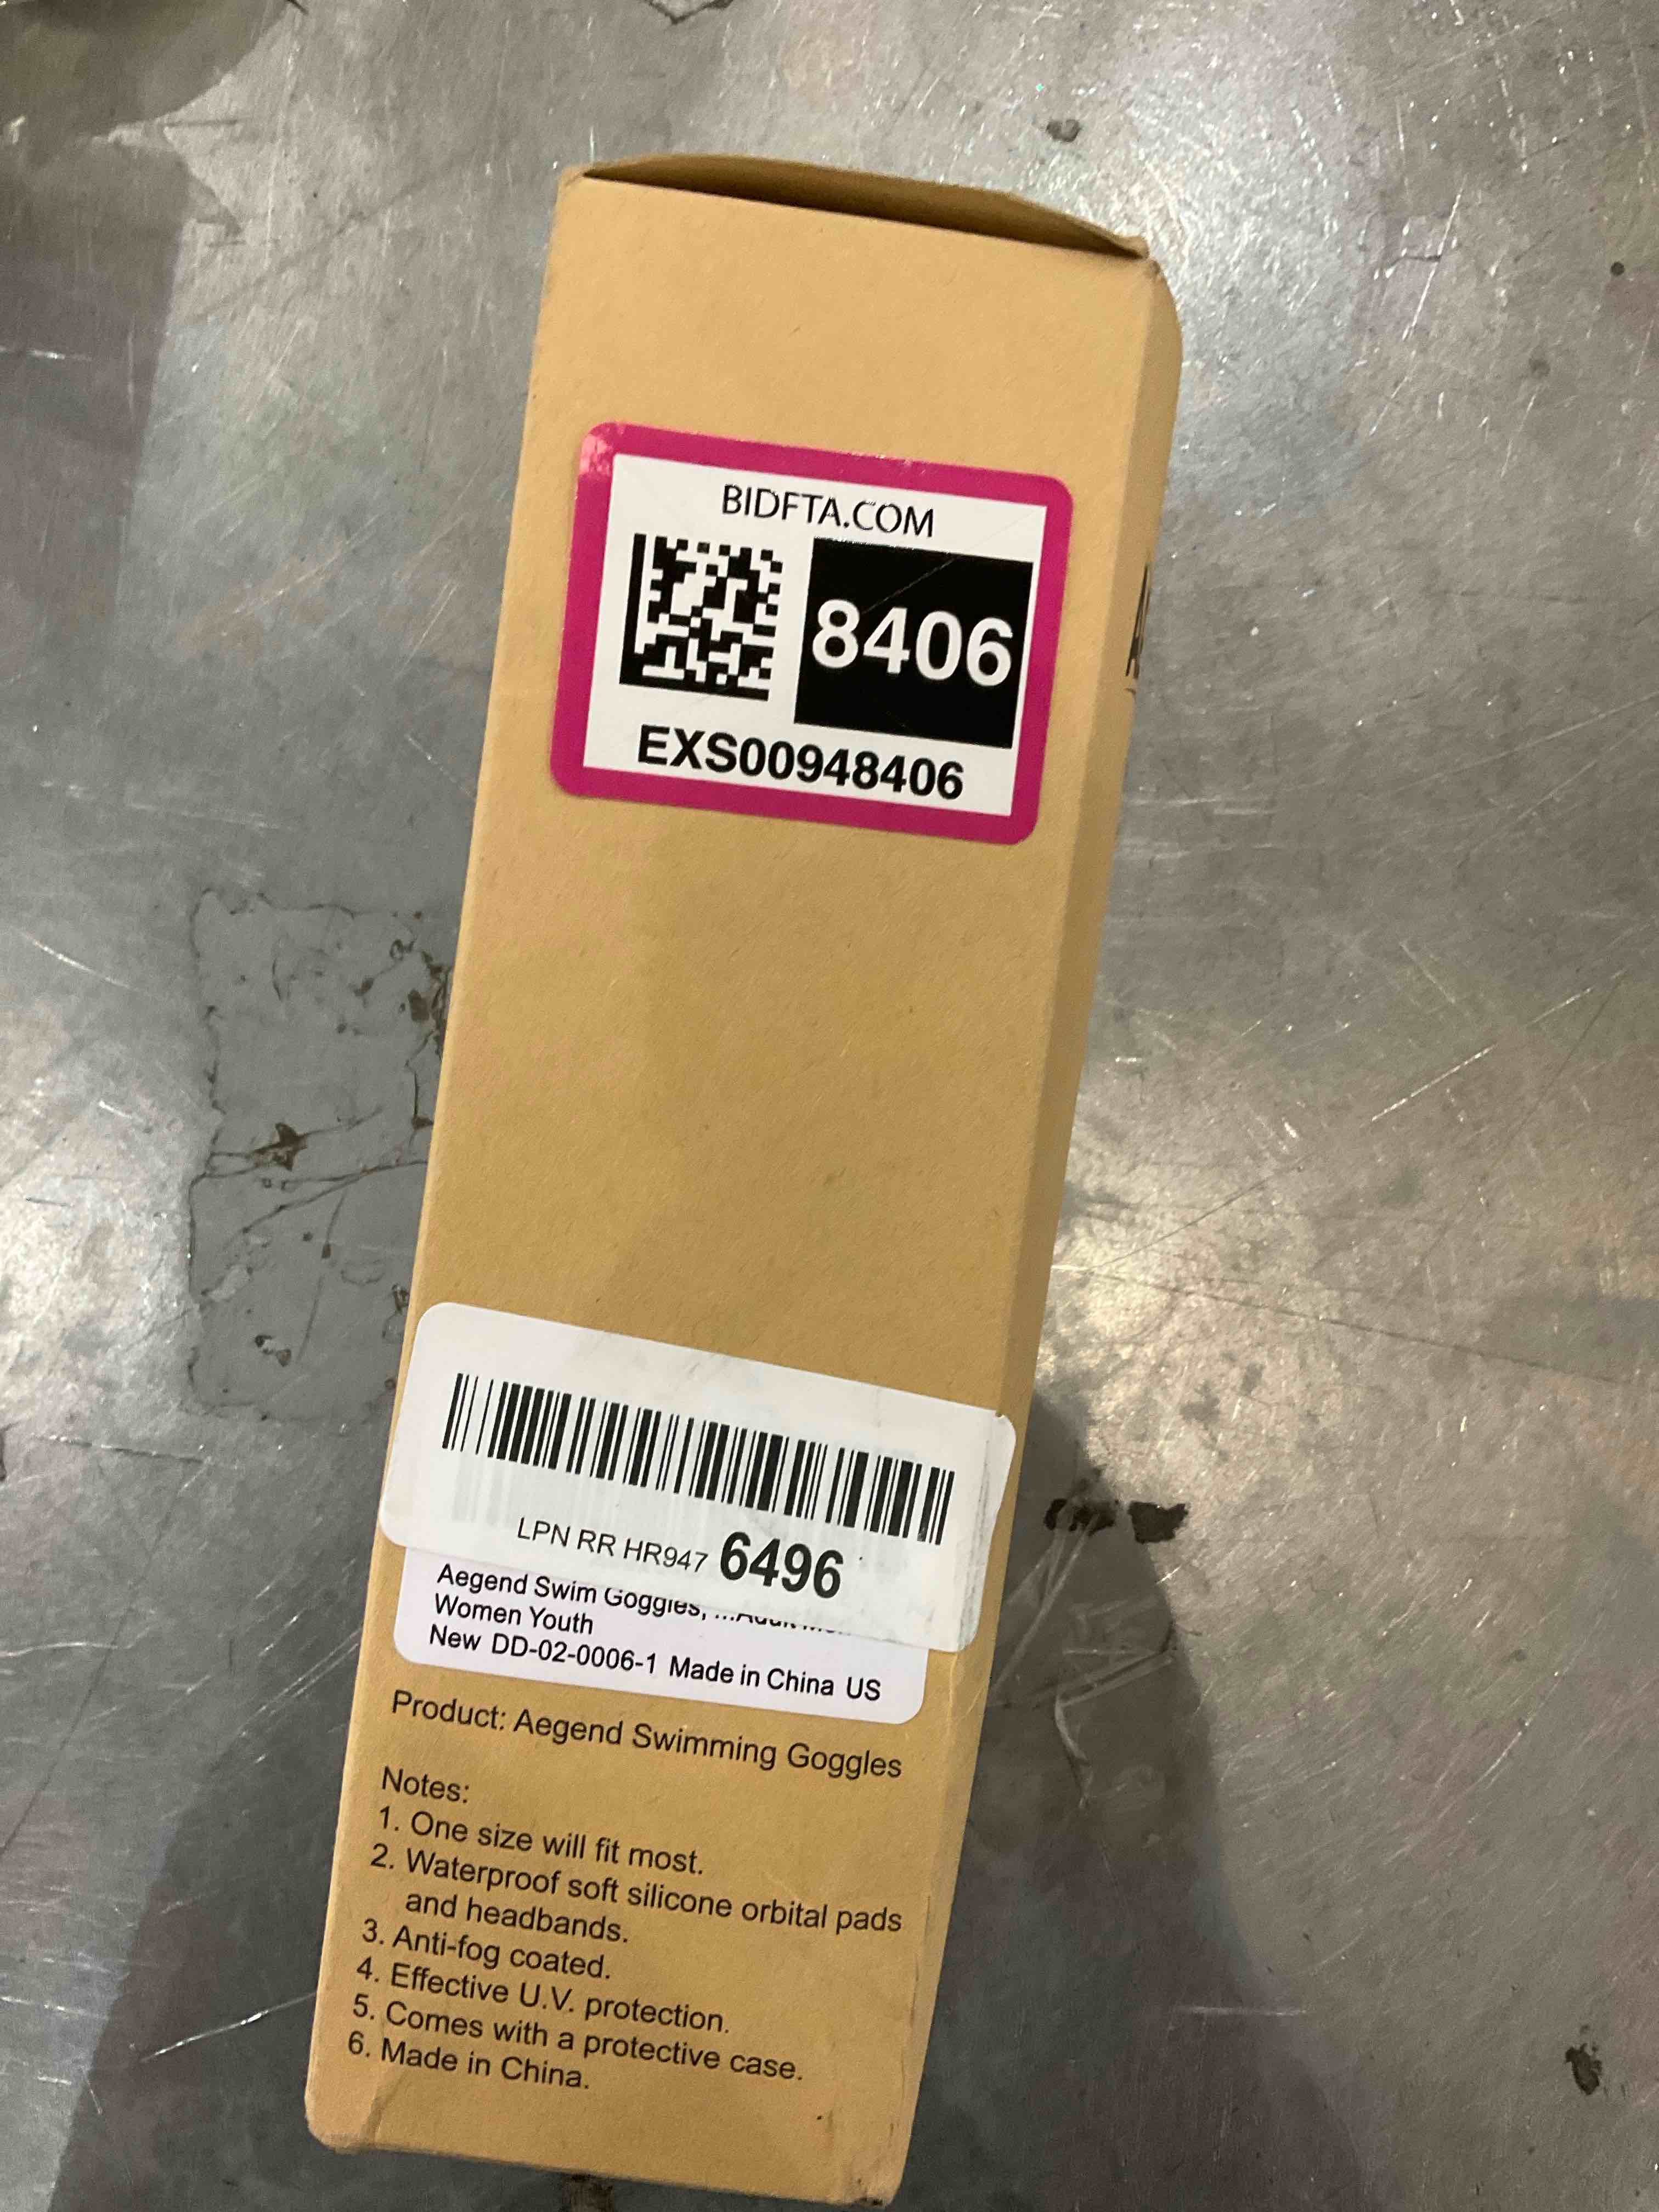 BIDFTA.COM
8406
EXS00948406
LPN RR HR947 6496
Aegend Swim Goggles, ...Adult
Women Youth
New DD-02-0006-1 Made in China US
Product: Aegend Swimming Goggles
Notes:
1. One size will fit most.
2. Waterproof soft silicone orbital pads
and headbands.
3. Anti-fog coated.
4. Effective U.V. protection.
5. Comes with a protective case.
6. Made in China.